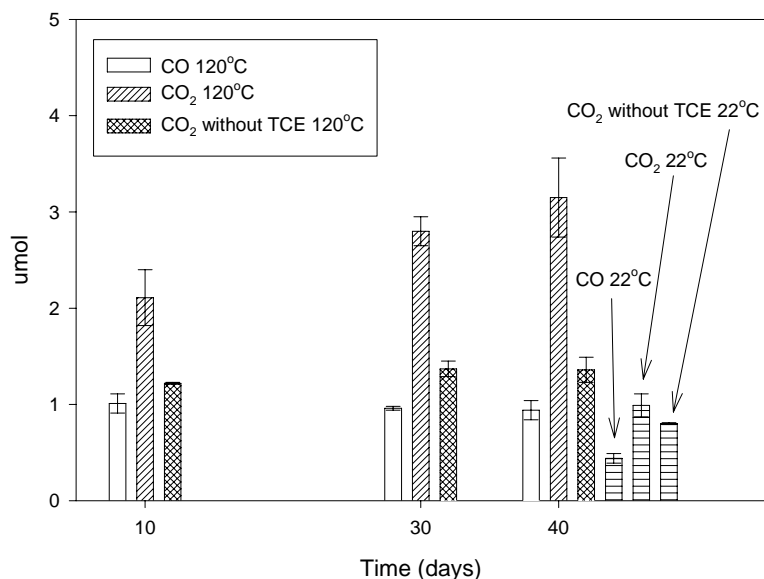 5
CO 120°C
CO₂ 120°C
CO₂ without TCE 120°C
CO₂ without TCE 22°C
4
CO₂ 22°C
3
umol
CO 22°C
2
1
0
10
30
40
Time (days)